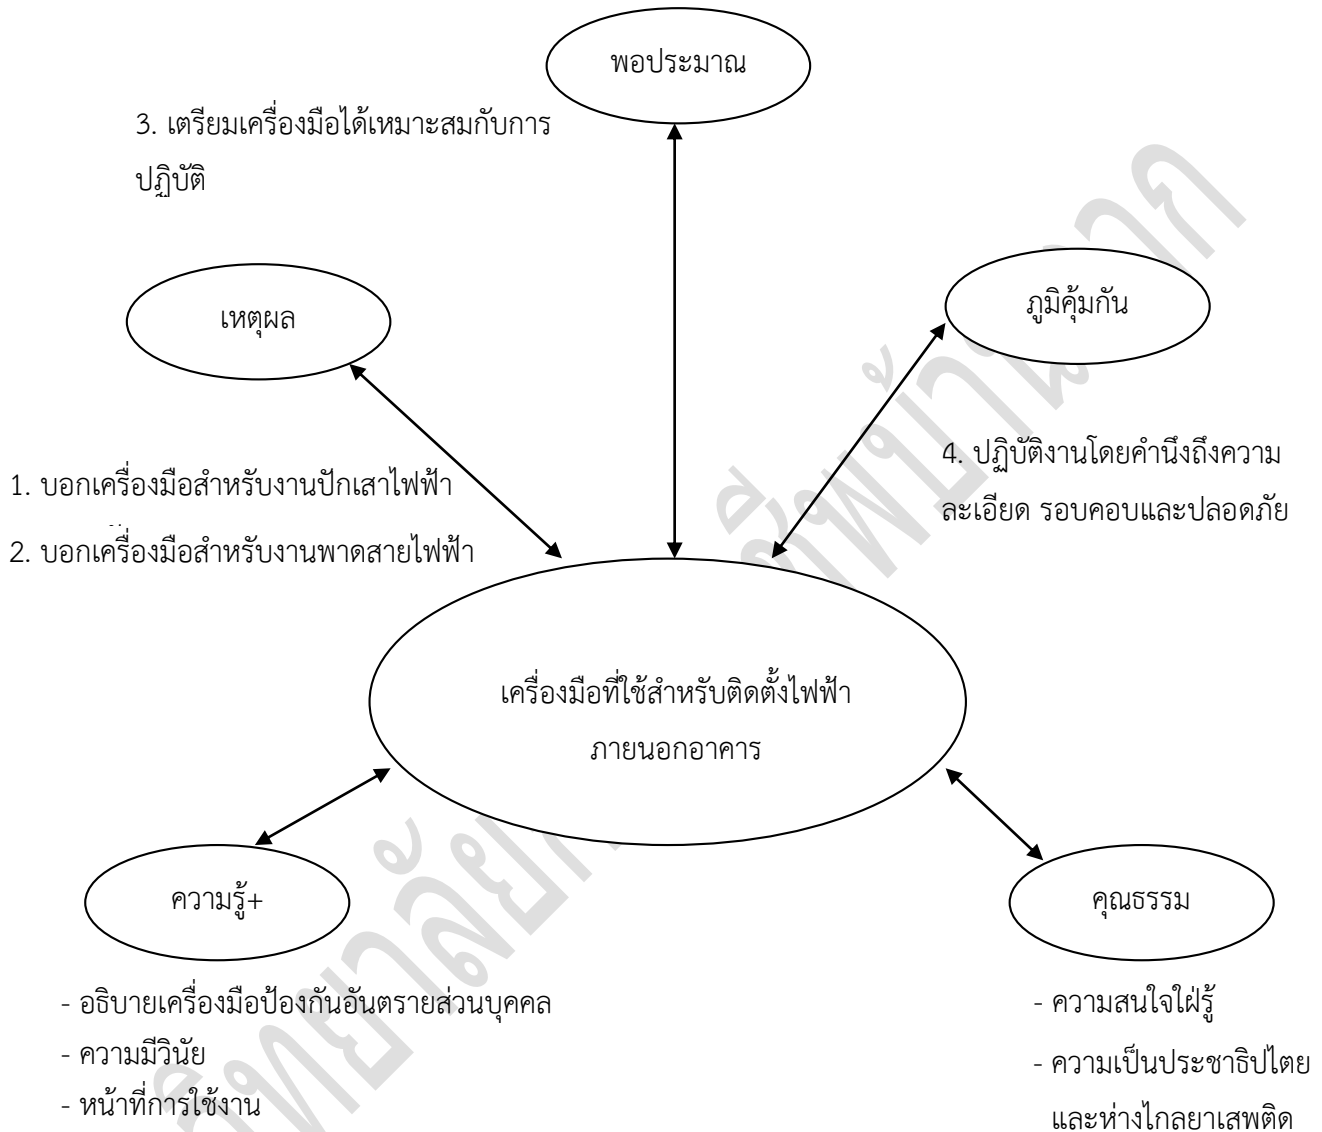 พอประมาณ
3. เตรียมเครื่องมือได้เหมาะสมกับการ
ปฏิบัติ
เหตุผล
ภูมิคุ้มกัน
1. บอกเครื่องมือสำหรับงานปักเสาไฟฟ้า
2. บอกเครื่องมือสำหรับงานพาดสายไฟฟ้า
4. ปฏิบัติงานโดยคำนึงถึงความ
ละเอียด รอบคอบและปลอดภัย
เครื่องมือที่ใช้สำหรับติดตั้งไฟฟ้า
ภายนอกอาคาร
ความรู้+
คุณธรรม
- อธิบายเครื่องมือป้องกันอันตรายส่วนบุคคล
- ความมีวินัย
- หน้าที่การใช้งาน
- ความสนใจใฝ่รู้
- ความเป็นประชาธิปไตย
และห่างไกลยาเสพติด